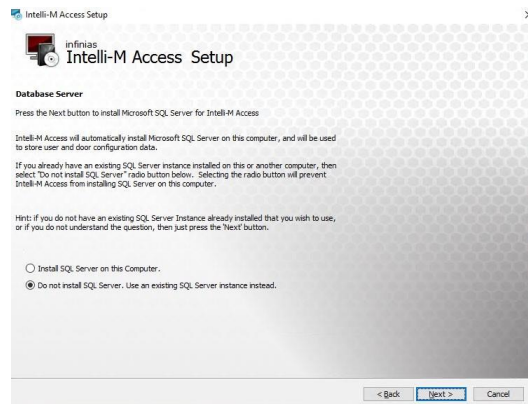 Intelli-M Access Setup
infinias
Intelli-M Access Setup
Database Server
Press the Next button to install Microsoft SQL Server for Intelli-M Access
Intelli-M Access will automatically install Microsoft SQL Server on this computer, and will be used
to store user and door configuration data.
If you already have an existing SQL Server instance installed on this or another computer, then
select "Do not install SQL Server" radio button below. Selecting the radio button will prevent
Intelli-M Access from installing SQL Server on this computer.
Hint: if you do not have an existing SQL Server Instance already installed that you wish to use,
or if you do not understand the question, then just press the 'Next' button.
Install SQL Server on this Computer.
Do not install SQL Server. Use an existing SQL Server instance instead.
< Back Next > Cancel